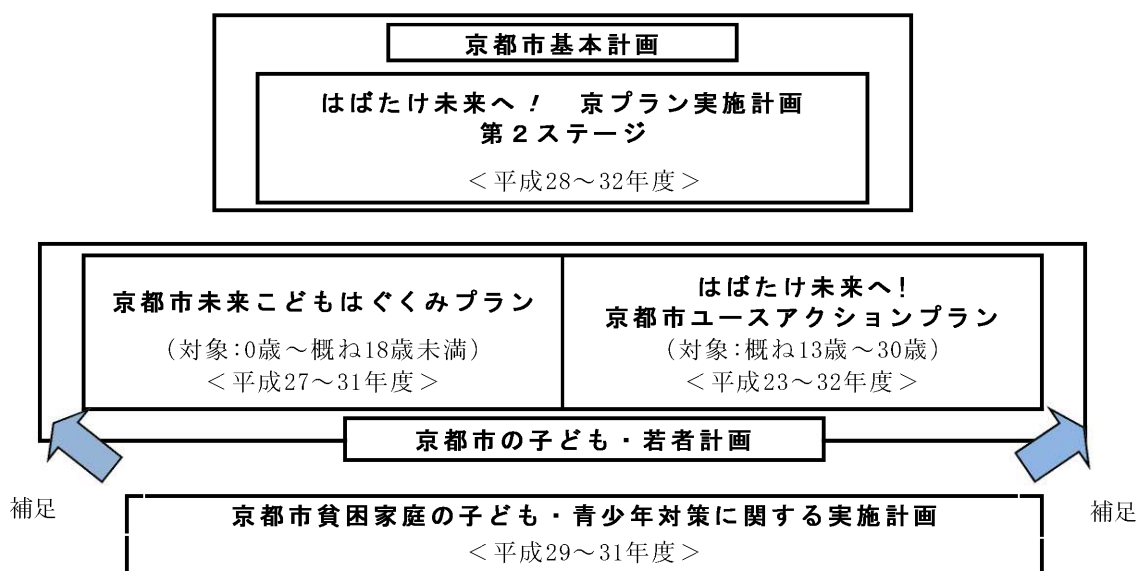 京都市基本計画
はばたけ未来へ！　京プラン実施計画
第２ステージ
＜平成28～32年度＞
京都市未来こどもはぐくみプラン
（対象：0歳～概ね18歳未満）
＜平成27～31年度＞
はばたけ未来へ！
京都市ユースアクションプラン
（対象：概ね13歳～30歳）
＜平成23～32年度＞
京都市の子ども・若者計画
補足
補足
京都市貧困家庭の子ども・青少年対策に関する実施計画
＜平成29～31年度＞